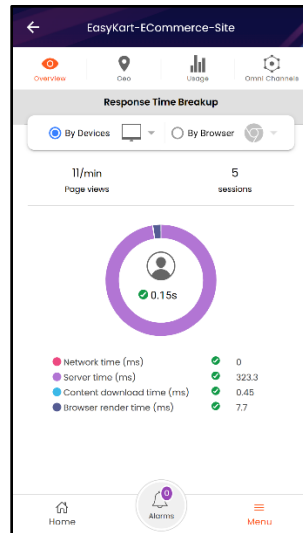 EasyKart-ECommerce-Site
Overview Geo Usage Omni Channels
Response Time Breakup
By Devices By Browser
11/min 5
Page views sessions
0.15s
Network time (ms) 0
Server time (ms) 323.3
Content download time (ms) 0.45
Browser render time (ms) 7.7
0
Home Alarms Menu